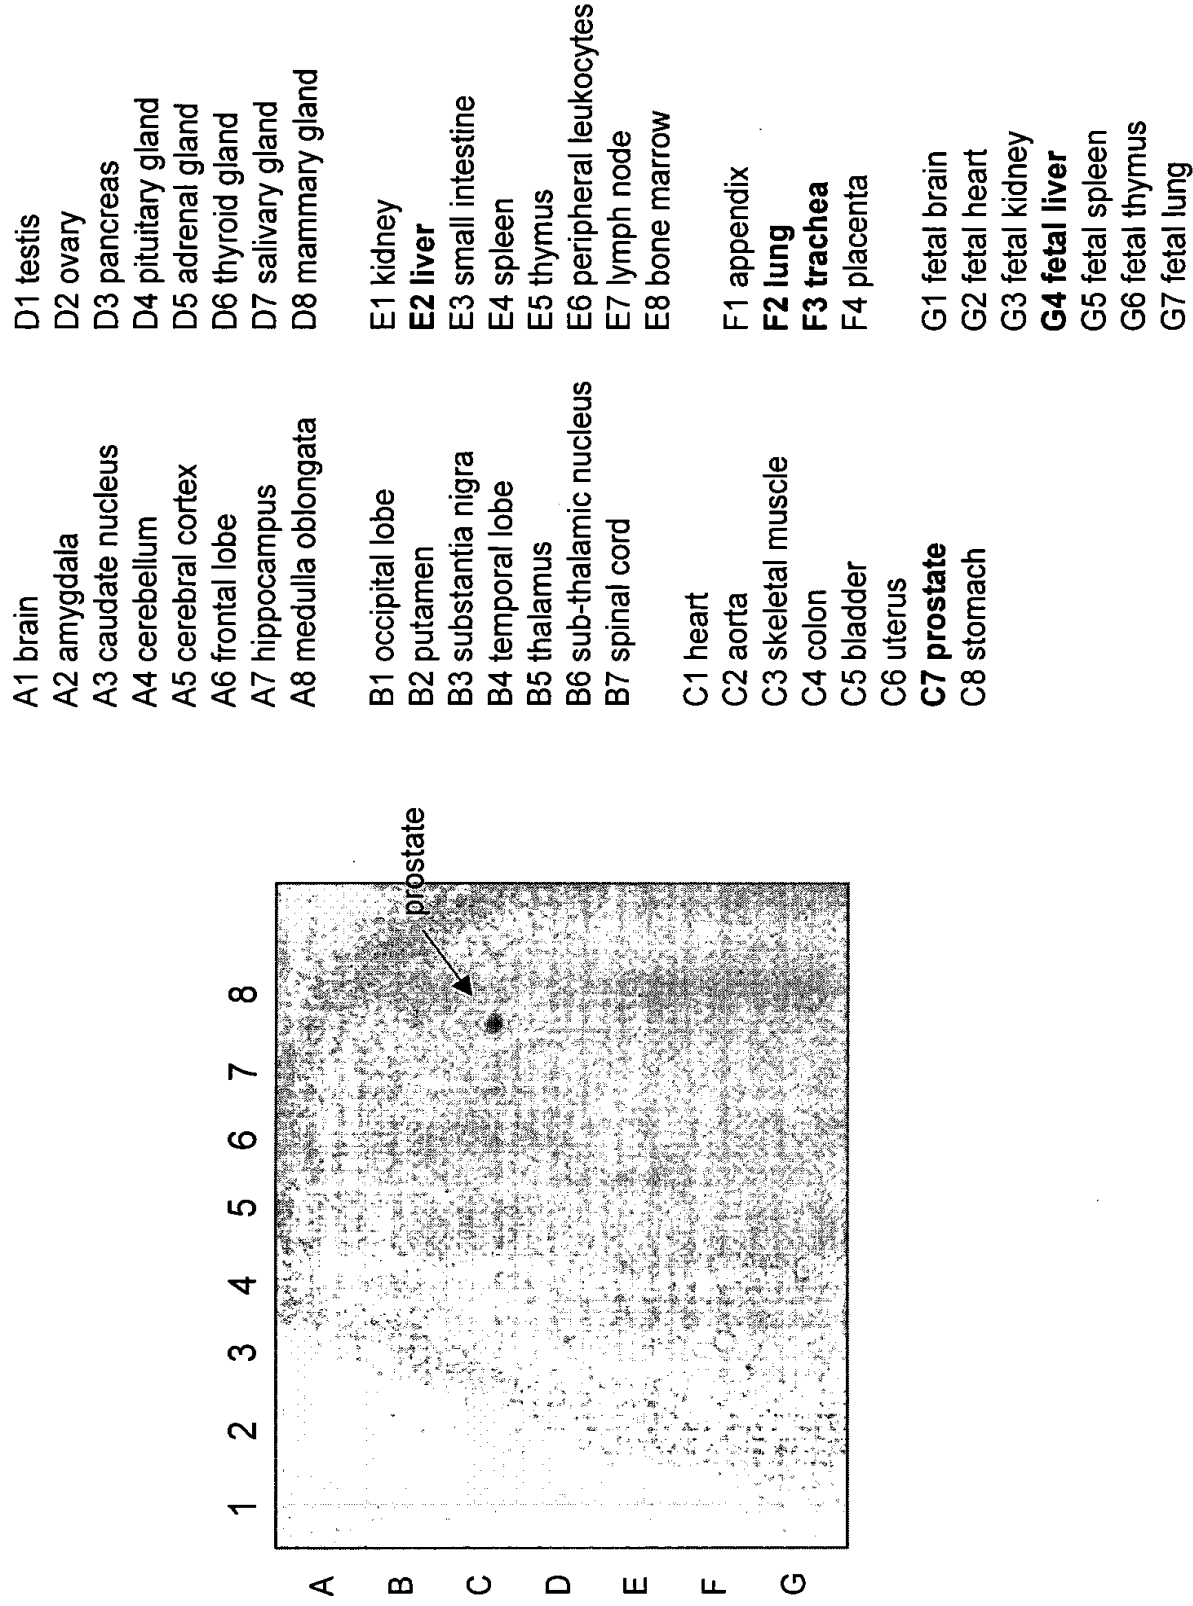 1 2 3 4 5 6 7 8
A
B
C
D
E
F
G
prostate
A1 brain
A2 amygdala
A3 caudate nucleus
A4 cerebellum
A5 cerebral cortex
A6 frontal lobe
A7 hippocampus
A8 medulla oblongata
B1 occipital lobe
B2 putamen
B3 substantia nigra
B4 temporal lobe
B5 thalamus
B6 sub-thalamic nucleus
B7 spinal cord
C1 heart
C2 aorta
C3 skeletal muscle
C4 colon
C5 bladder
C6 uterus
C7 prostate
C8 stomach
D1 testis
D2 ovary
D3 pancreas
D4 pituitary gland
D5 adrenal gland
D6 thyroid gland
D7 salivary gland
D8 mammary gland
E1 kidney
E2 liver
E3 small intestine
E4 spleen
E5 thymus
E6 peripheral leukocytes
E7 lymph node
E8 bone marrow
F1 appendix
F2 lung
F3 trachea
F4 placenta
G1 fetal brain
G2 fetal heart
G3 fetal kidney
G4 fetal liver
G5 fetal spleen
G6 fetal thymus
G7 fetal lung